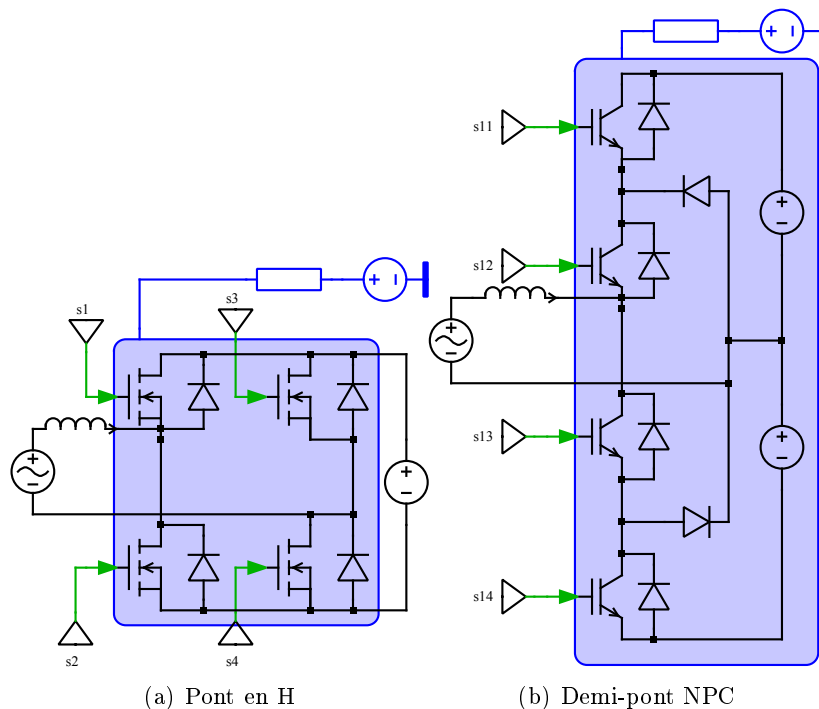 s11
s12
s3
s1
s13
s14
s2
s4
(a) Pont en H
(b) Demi-pont NPC